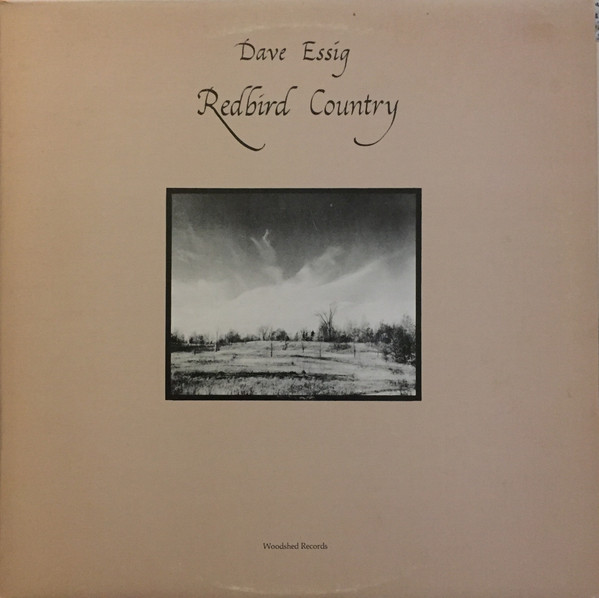 Dave Essig
Redbird Country
Woodshed Records